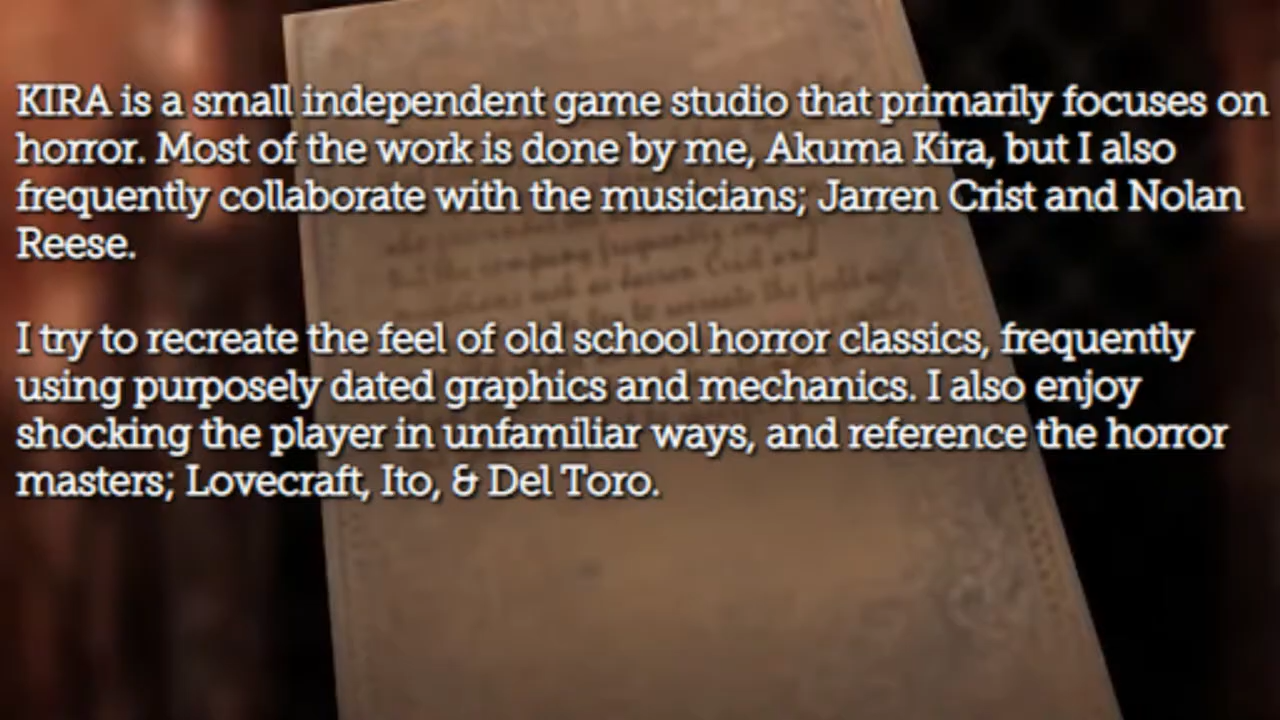 KIRA is a small independent game studio that primarily focuses on
horror. Most of the work is done by me, Akuma Kira, but I also
frequently collaborate with the musicians; Jarren Crist and Nolan
Reese.
I try to recreate the feel of old school horror classics, frequently
using purposely dated graphics and mechanics. I also enjoy
shocking the player in unfamiliar ways, and reference the horror
masters; Lovecraft, Ito, & Del Toro.